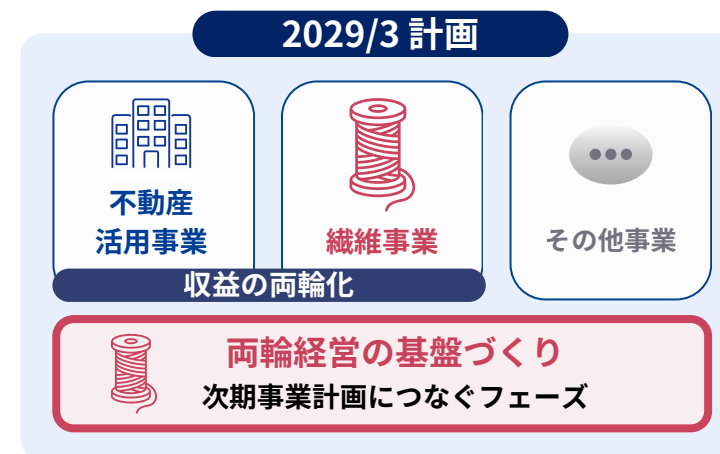 2029/3 計画
不動産
活用事業
繊維事業
その他事業
収益の両輪化
両輪経営の基盤づくり
次期事業計画につなぐフェーズ